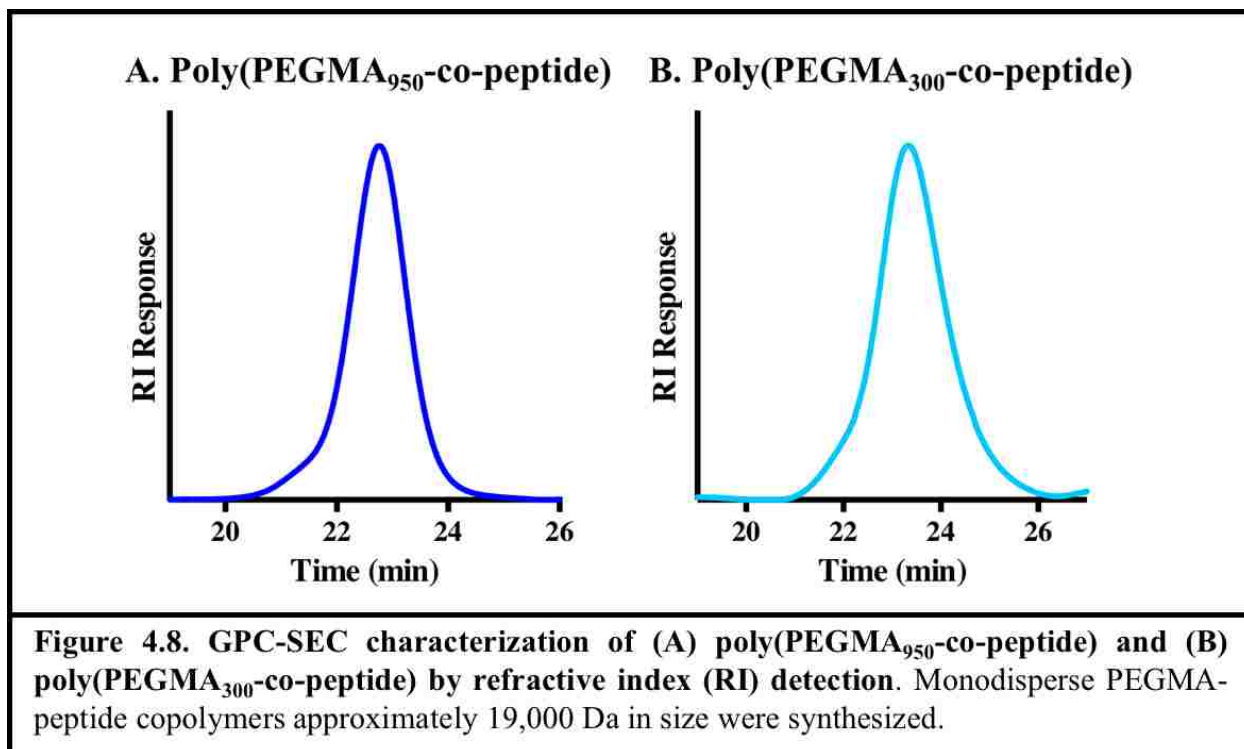 A. Poly(PEGMA₉₅₀-co-peptide)
RI Response
20 22 24 26
Time (min)
B. Poly(PEGMA₃₀₀-co-peptide)
RI Response
20 22 24 26
Time (min)
Figure 4.8. GPC-SEC characterization of (A) poly(PEGMA₉₅₀-co-peptide) and (B)
poly(PEGMA₃₀₀-co-peptide) by refractive index (RI) detection. Monodisperse PEGMA-
peptide copolymers approximately 19,000 Da in size were synthesized.